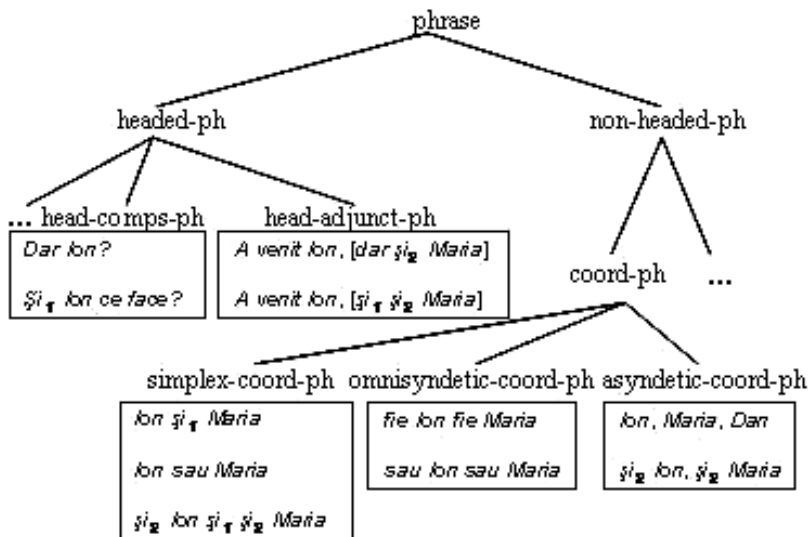 phrase
headed-ph non-headed-ph
... head-comps-ph head-adjunct-ph
Dar Ion? A venit Ion, [dar şi₂ Maria]
Şi₁ Ion ce face? A venit Ion, [şi₁ şi₂ Maria]
coord-ph ...
simplex-coord-ph omnisyndetic-coord-ph asyndetic-coord-ph
Ion şi₁ Maria fie Ion fie Maria Ion, Maria, Dan
Ion sau Maria sau Ion sau Maria şi₂ Ion, şi₂ Maria
şi₂ Ion şi₁ şi₂ Maria